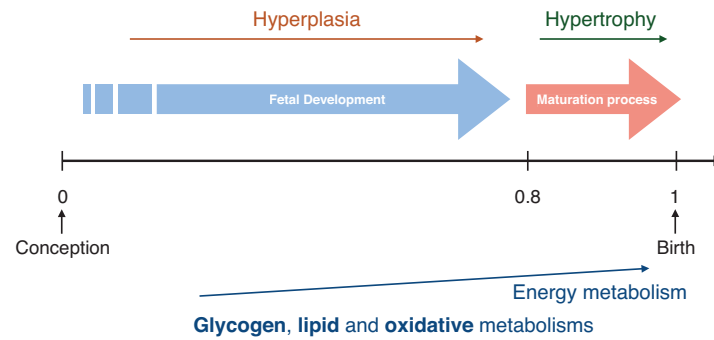 Hyperplasia
Hypertrophy
Fetal Development
Maturation process
0
0.8
1
Conception
Birth
Energy metabolism
Glycogen, lipid and oxidative metabolisms